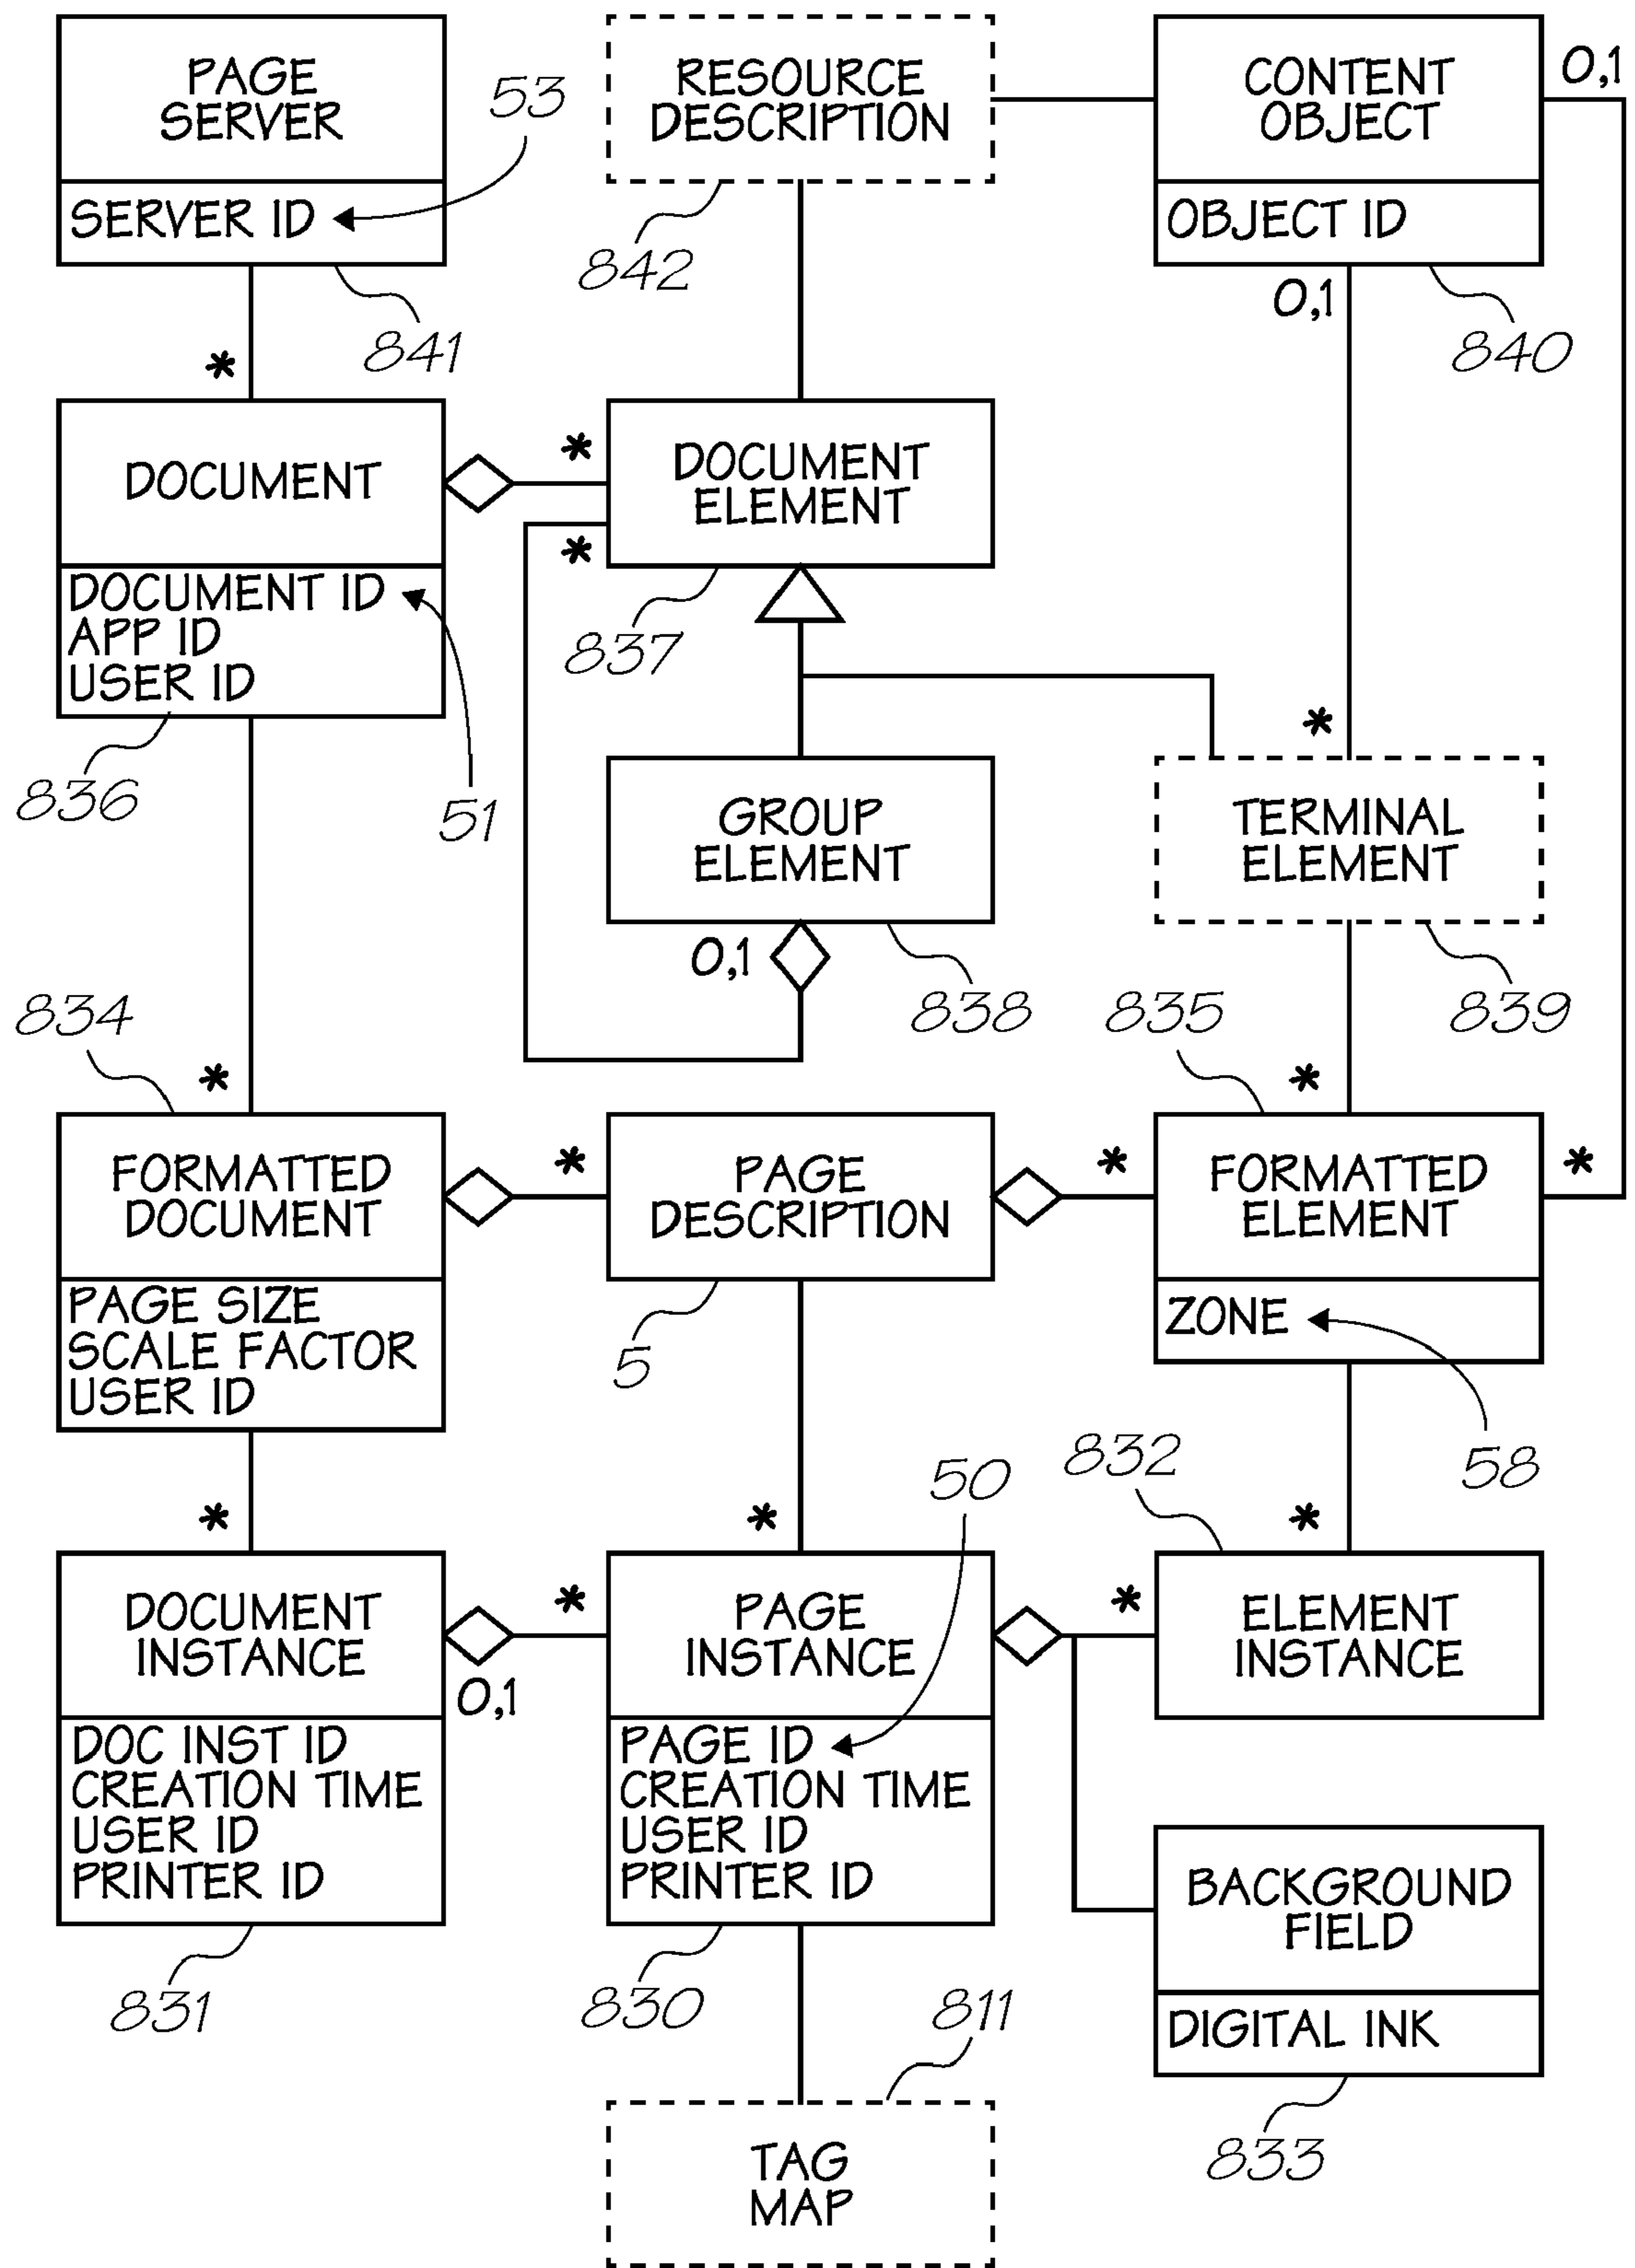 PAGE
SERVER
SERVER ID
53
841
RESOURCE
DESCRIPTION
842
CONTENT
OBJECT
OBJECT ID
0,1
0,1
840
*
DOCUMENT
DOCUMENT ID
APP ID
USER ID
836
51
*
*
DOCUMENT
ELEMENT
837
GROUP
ELEMENT
0,1
838
*
TERMINAL
ELEMENT
839
834
*
FORMATTED
DOCUMENT
PAGE SIZE
SCALE FACTOR
USER ID
*
PAGE
DESCRIPTION
5
835
*
*
FORMATTED
ELEMENT
*
ZONE
58
*
DOCUMENT
INSTANCE
0,1
DOC INST ID
CREATION TIME
USER ID
PRINTER ID
831
*
50
*
PAGE
INSTANCE
PAGE ID
CREATION TIME
USER ID
PRINTER ID
830
832
*
*
ELEMENT
INSTANCE
BACKGROUND
FIELD
DIGITAL INK
833
811
TAG
MAP